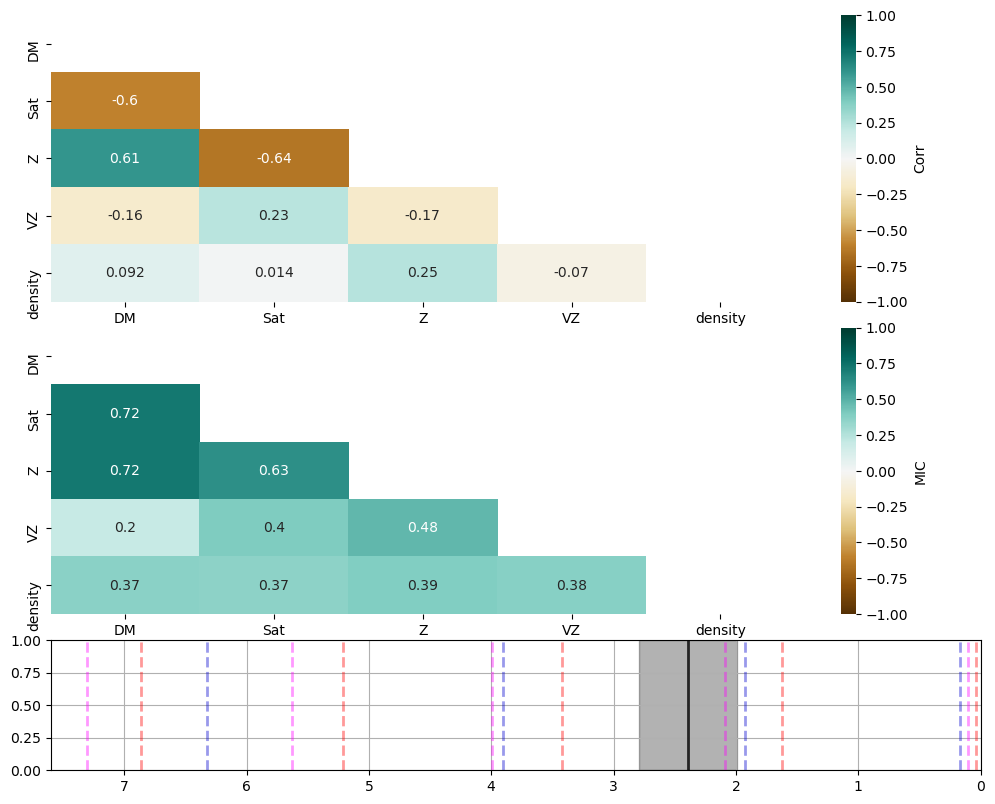 DM
Sat
Z
VZ
density
-0.6
0.61 -0.64
-0.16 0.23 -0.17
0.092 0.014 0.25 -0.07
DM Sat Z VZ density
1.00
0.75
0.50
0.25
0.00
−0.25
−0.50
−0.75
−1.00
Corr
DM
Sat
Z
VZ
density
0.72
0.72 0.63
0.2 0.4 0.48
0.37 0.37 0.39 0.38
DM Sat Z VZ density
1.00
0.75
0.50
0.25
0.00
−0.25
−0.50
−0.75
−1.00
MIC
1.00
0.75
0.50
0.25
0.00
7 6 5 4 3 2 1 0